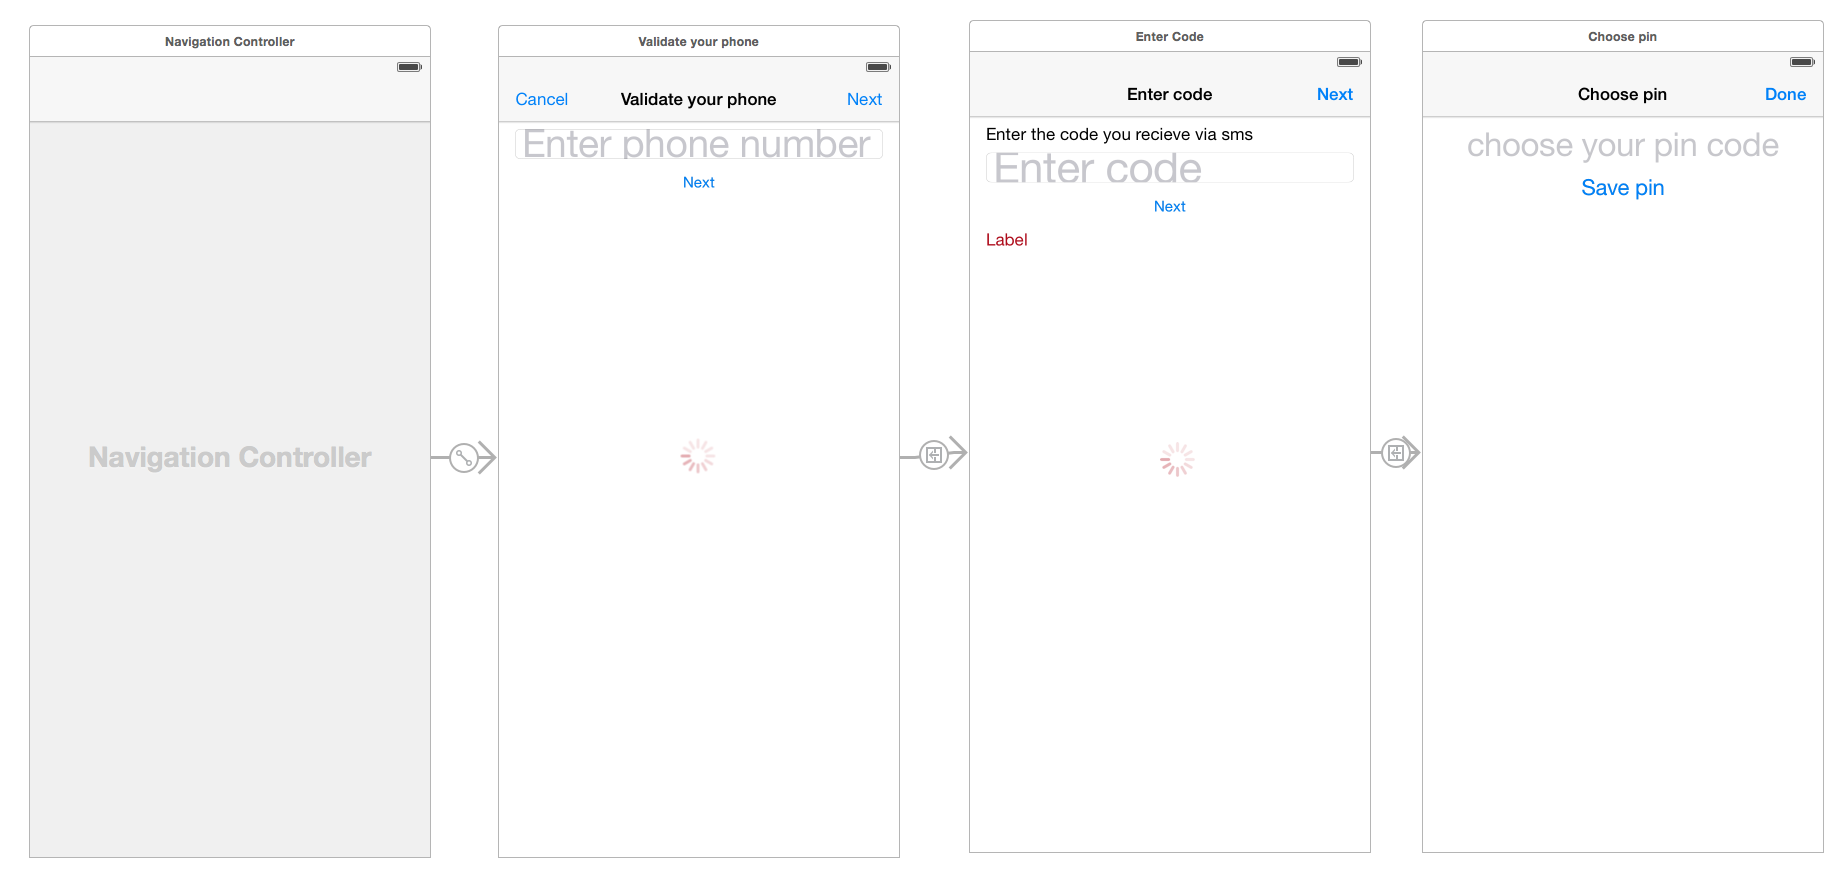 Navigation Controller
Navigation Controller
Validate your phone
Cancel Validate your phone Next
Enter phone number
Next
Enter Code
Enter code Next
Enter the code you recieve via sms
Enter code
Next
Label
Choose pin
Choose pin Done
choose your pin code
Save pin